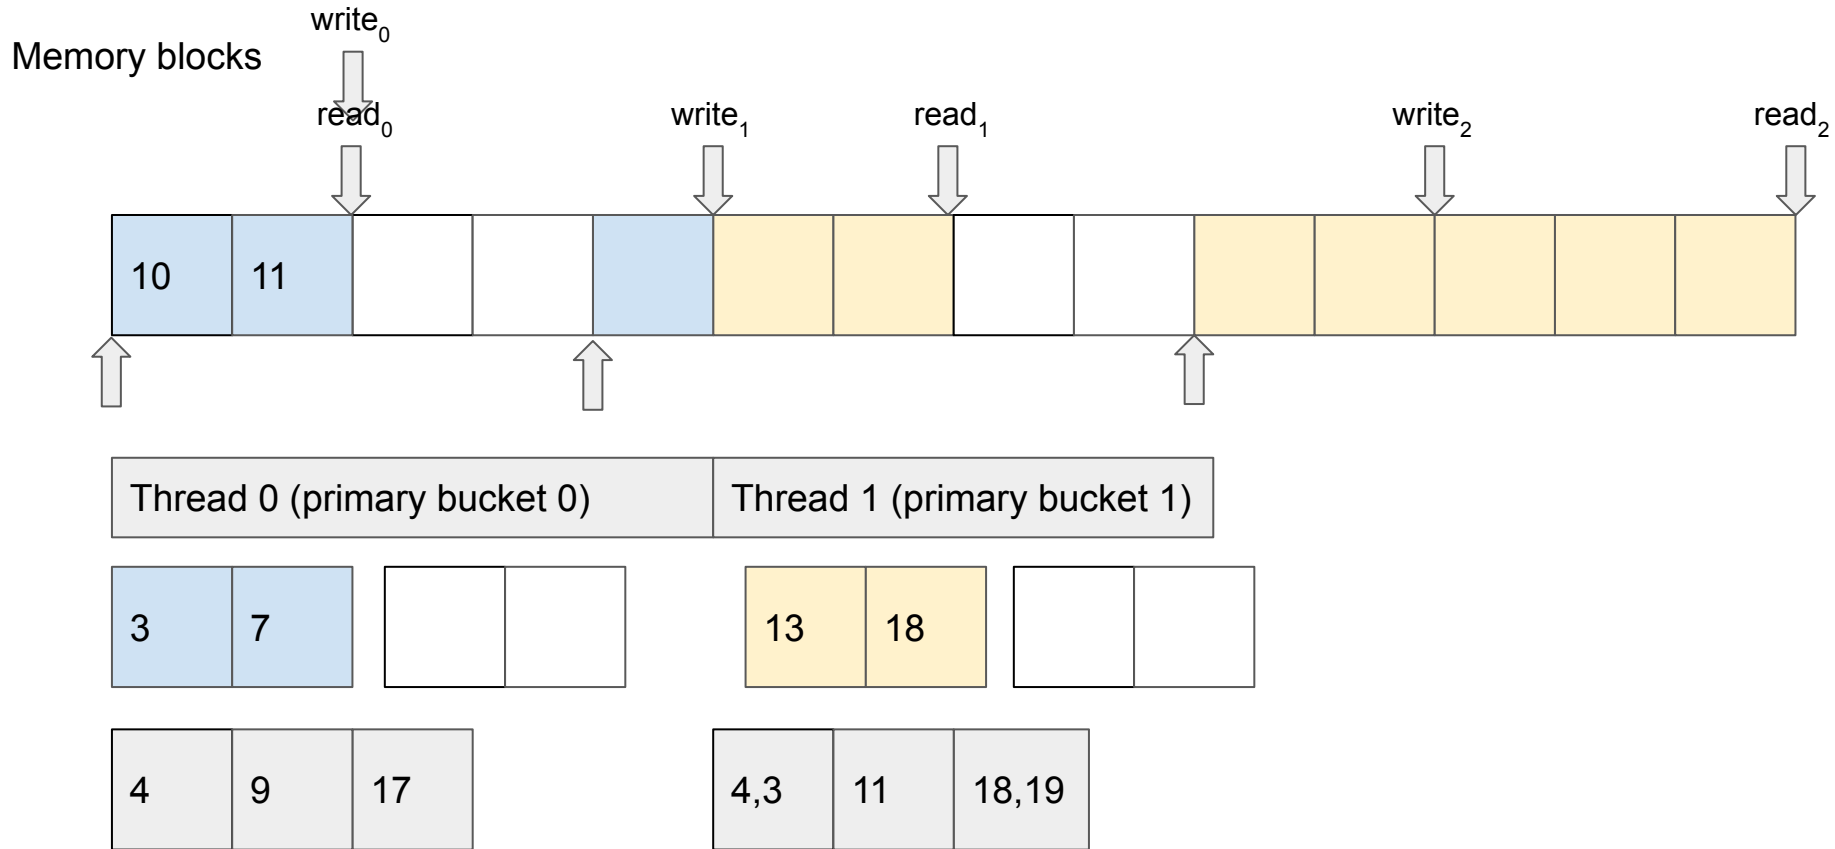 write₀
Memory blocks
read₀ write₁ read₁ write₂ read₂
10 11
Thread 0 (primary bucket 0) Thread 1 (primary bucket 1)
3 7 13 18
4 9 17 4,3 11 18,19